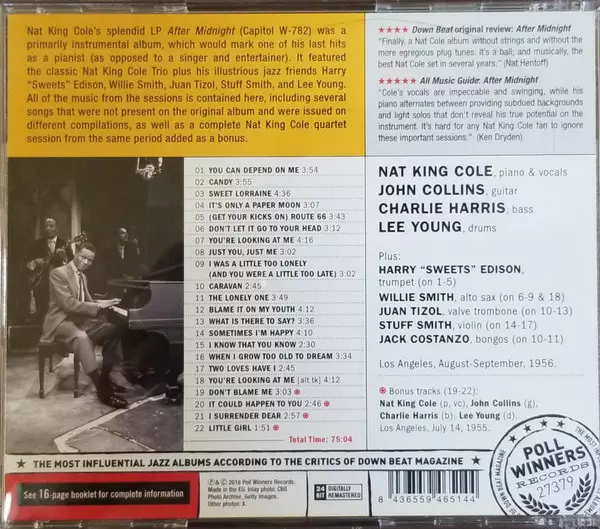 Nat King Cole's splendid LP After Midnight (Capitol W-782) was a
primarily instrumental album, which would mark one of his last hits
as a pianist (as opposed to a singer and entertainer). It featured
the classic Nat King Cole Trio plus his illustrious jazz friends Harry
"Sweets" Edison, Willie Smith, Juan Tizol, Stuff Smith, and Lee Young.
All of the music from the sessions is contained here, including several
songs that were not present on the original album and were issued on
different compilations, as well as a complete Nat King Cole quartet
session from the same period added as a bonus.
★★★★ Down Beat original review: After Midnight
"Finally, a Nat Cole album without strings and without the
more egregious plug tunes. It's a ball; and musically, the
best Nat Cole set in several years." (Nat Hentoff)
★★★★★ All Music Guide: After Midnight
"Cole's vocals are impeccable and swinging, while his
piano alternates between providing subdued backgrounds
and light solos that don't reveal his true potential on the
instrument. It's hard for any Nat King Cole fan to ignore
these important sessions." (Ken Dryden)
01 YOU CAN DEPEND ON ME 3:54
02 CANDY 3:55
03 SWEET LORRAINE 4:36
04 IT'S ONLY A PAPER MOON 3:07
05 (GET YOUR KICKS ON) ROUTE 66 3:43
06 DON'T LET IT GO TO YOUR HEAD 3:12
07 YOU'RE LOOKING AT ME 4:16
08 JUST YOU, JUST ME 3:02
09 I WAS A LITTLE TOO LONELY
(AND YOU WERE A LITTLE TOO LATE) 3:02
10 CARAVAN 2:45
11 THE LONELY ONE 3:49
12 BLAME IT ON MY YOUTH 4:12
13 WHAT IS THERE TO SAY? 3:36
14 SOMETIMES I'M HAPPY 4:10
15 I KNOW THAT YOU KNOW 2:30
16 WHEN I GROW TOO OLD TO DREAM 3:34
17 TWO LOVES HAVE I 2:45
18 YOU'RE LOOKING AT ME [alt tk] 4:12
19 DON'T BLAME ME 3:03
20 IT COULD HAPPEN TO YOU 2:46
21 I SURRENDER DEAR 2:57
22 LITTLE GIRL 1:51
Total Time: 75:04
NAT KING COLE, piano & vocals
JOHN COLLINS, guitar
CHARLIE HARRIS, bass
LEE YOUNG, drums
Plus:
HARRY "SWEETS" EDISON,
trumpet (on 1-5)
WILLIE SMITH, alto sax (on 6-9 & 18)
JUAN TIZOL, valve trombone (on 10-13)
STUFF SMITH, violin (on 14-17)
JACK COSTANZO, bongos (on 10-11)
Los Angeles, August-September, 1956.
Bonus tracks (19-22):
Nat King Cole (p, vc), John Collins (g),
Charlie Harris (b), Lee Young (d).
Los Angeles, July 14, 1955.
★ THE MOST INFLUENTIAL JAZZ ALBUMS ACCORDING TO THE CRITICS OF DOWN BEAT MAGAZINE ★
See 16-page booklet for complete information
℗ & © 2010 Poll Winners Records.
Made in the EU. Inlay photo: CBS
Photo Archive_Getty Images.
Other photos: X.
24 BIT DIGITALLY REMASTERED
8 436559 465144
POLL
WINNERS
RECORDS
27379